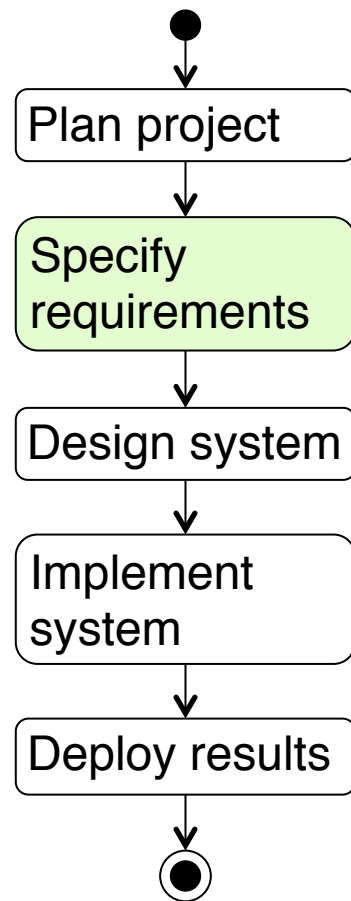 Plan project
Specify
requirements
Design system
Implement
system
Deploy results